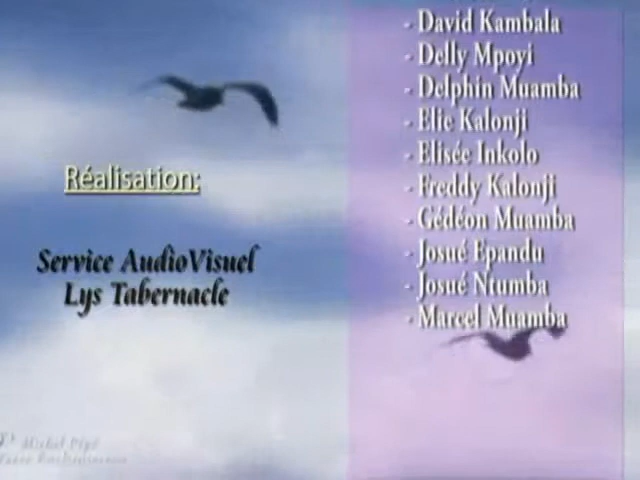 Réalisation:
Service AudioVisuel
Lys Tabernacle
- David Kambala
- Delly Mpoyi
- Delphin Muamba
- Elie Kalonji
- Elisée Inkolo
- Freddy Kalonji
- Gédéon Muamba
- Josué Epandu
- Josué Ntumba
- Marcel Muamba